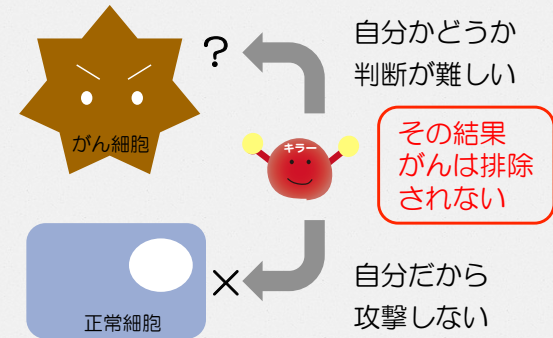 自分かどうか
判断が難しい
?
がん細胞
キラー
その結果
がんは排除
されない
×
正常細胞
自分だから
攻撃しない